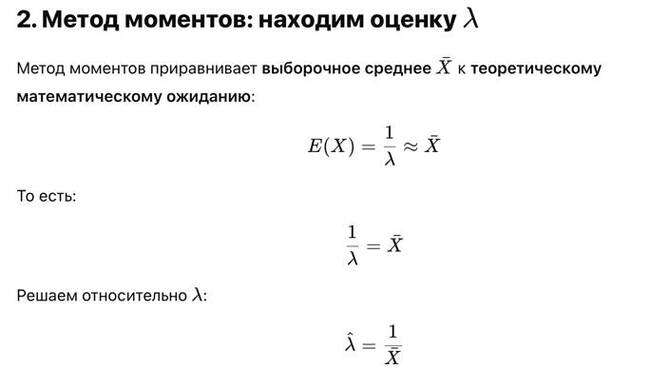 2. Метод моментов: находим оценку λ
Метод моментов приравнивает выборочное среднее X̄ к теоретическому
математическому ожиданию:
E(X) = 1/λ ≈ X̄
То есть:
1/λ = X̄
Решаем относительно λ:
λ̂ = 1/X̄